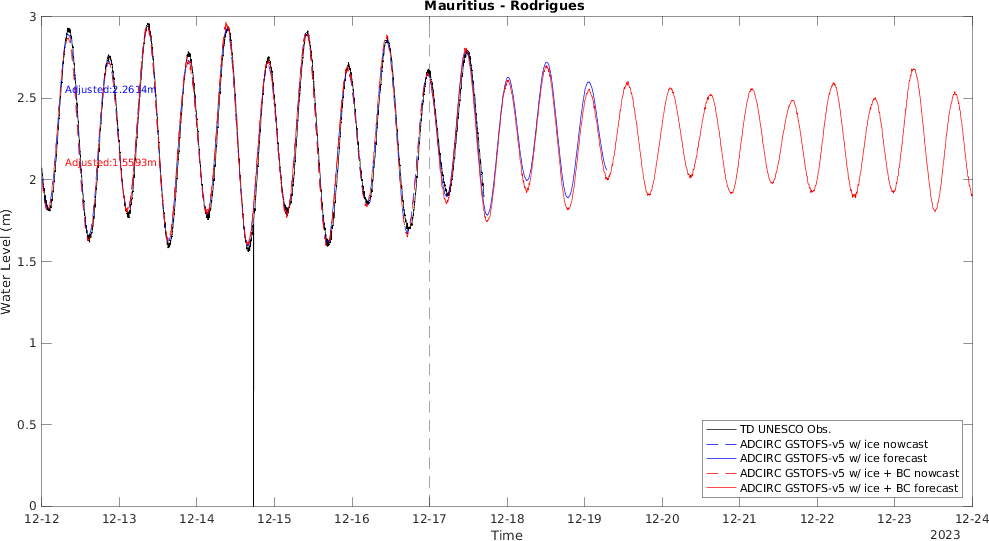 Mauritius - Rodrigues
3
2.5
2
1.5
1
0.5
0
Water Level (m)
Adjusted:2.2614m
Adjusted:1.5593m
TD UNESCO Obs.
ADCIRC GSTOFS-v5 w/ ice nowcast
ADCIRC GSTOFS-v5 w/ ice forecast
ADCIRC GSTOFS-v5 w/ ice + BC nowcast
ADCIRC GSTOFS-v5 w/ ice + BC forecast
12-12 12-13 12-14 12-15 12-16 12-17 12-18 12-19 12-20 12-21 12-22 12-23 12-24
Time
2023